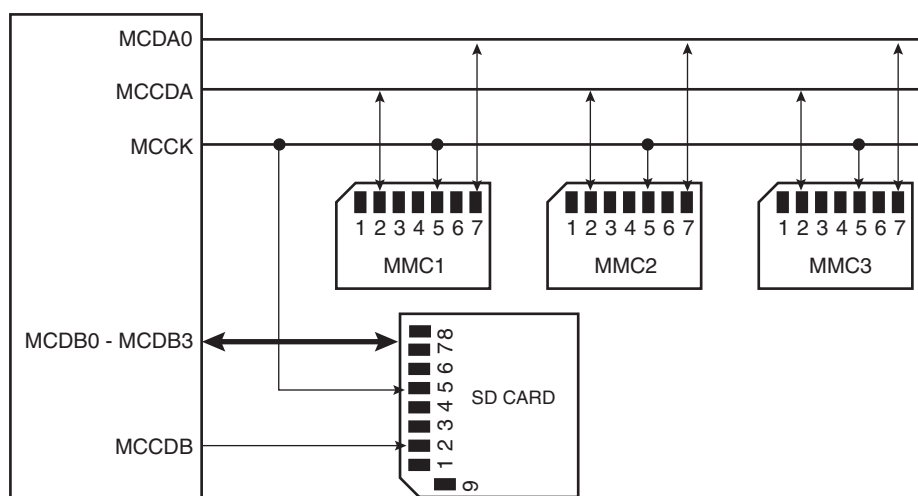 MCDA0
MCCDA
MCCK
1 2 3 4 5 6 7
MMC1
1 2 3 4 5 6 7
MMC2
1 2 3 4 5 6 7
MMC3
MCDB0 - MCDB3
MCCDB
1 2 3 4 5 6 7 8
9
SD CARD